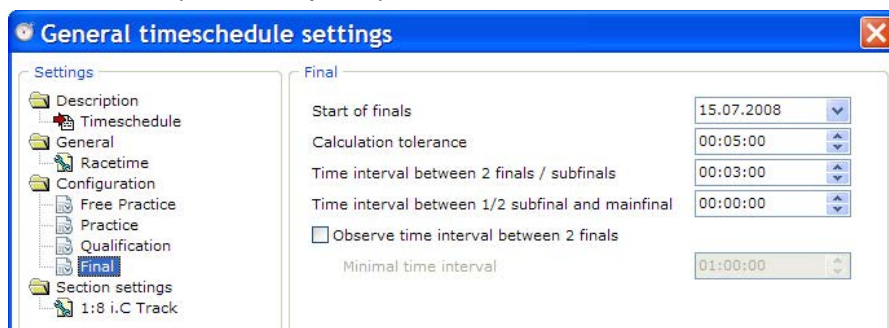 General timeschedule settings
Settings
Description
Timeschedule
General
Racetime
Configuration
Free Practice
Practice
Qualification
Final
Section settings
1:8 i.C Track
Final
Start of finals 15.07.2008
Calculation tolerance 00:05:00
Time interval between 2 finals / subfinals 00:03:00
Time interval between 1/2 subfinal and mainfinal 00:00:00
Observe time interval between 2 finals
Minimal time interval 01:00:00